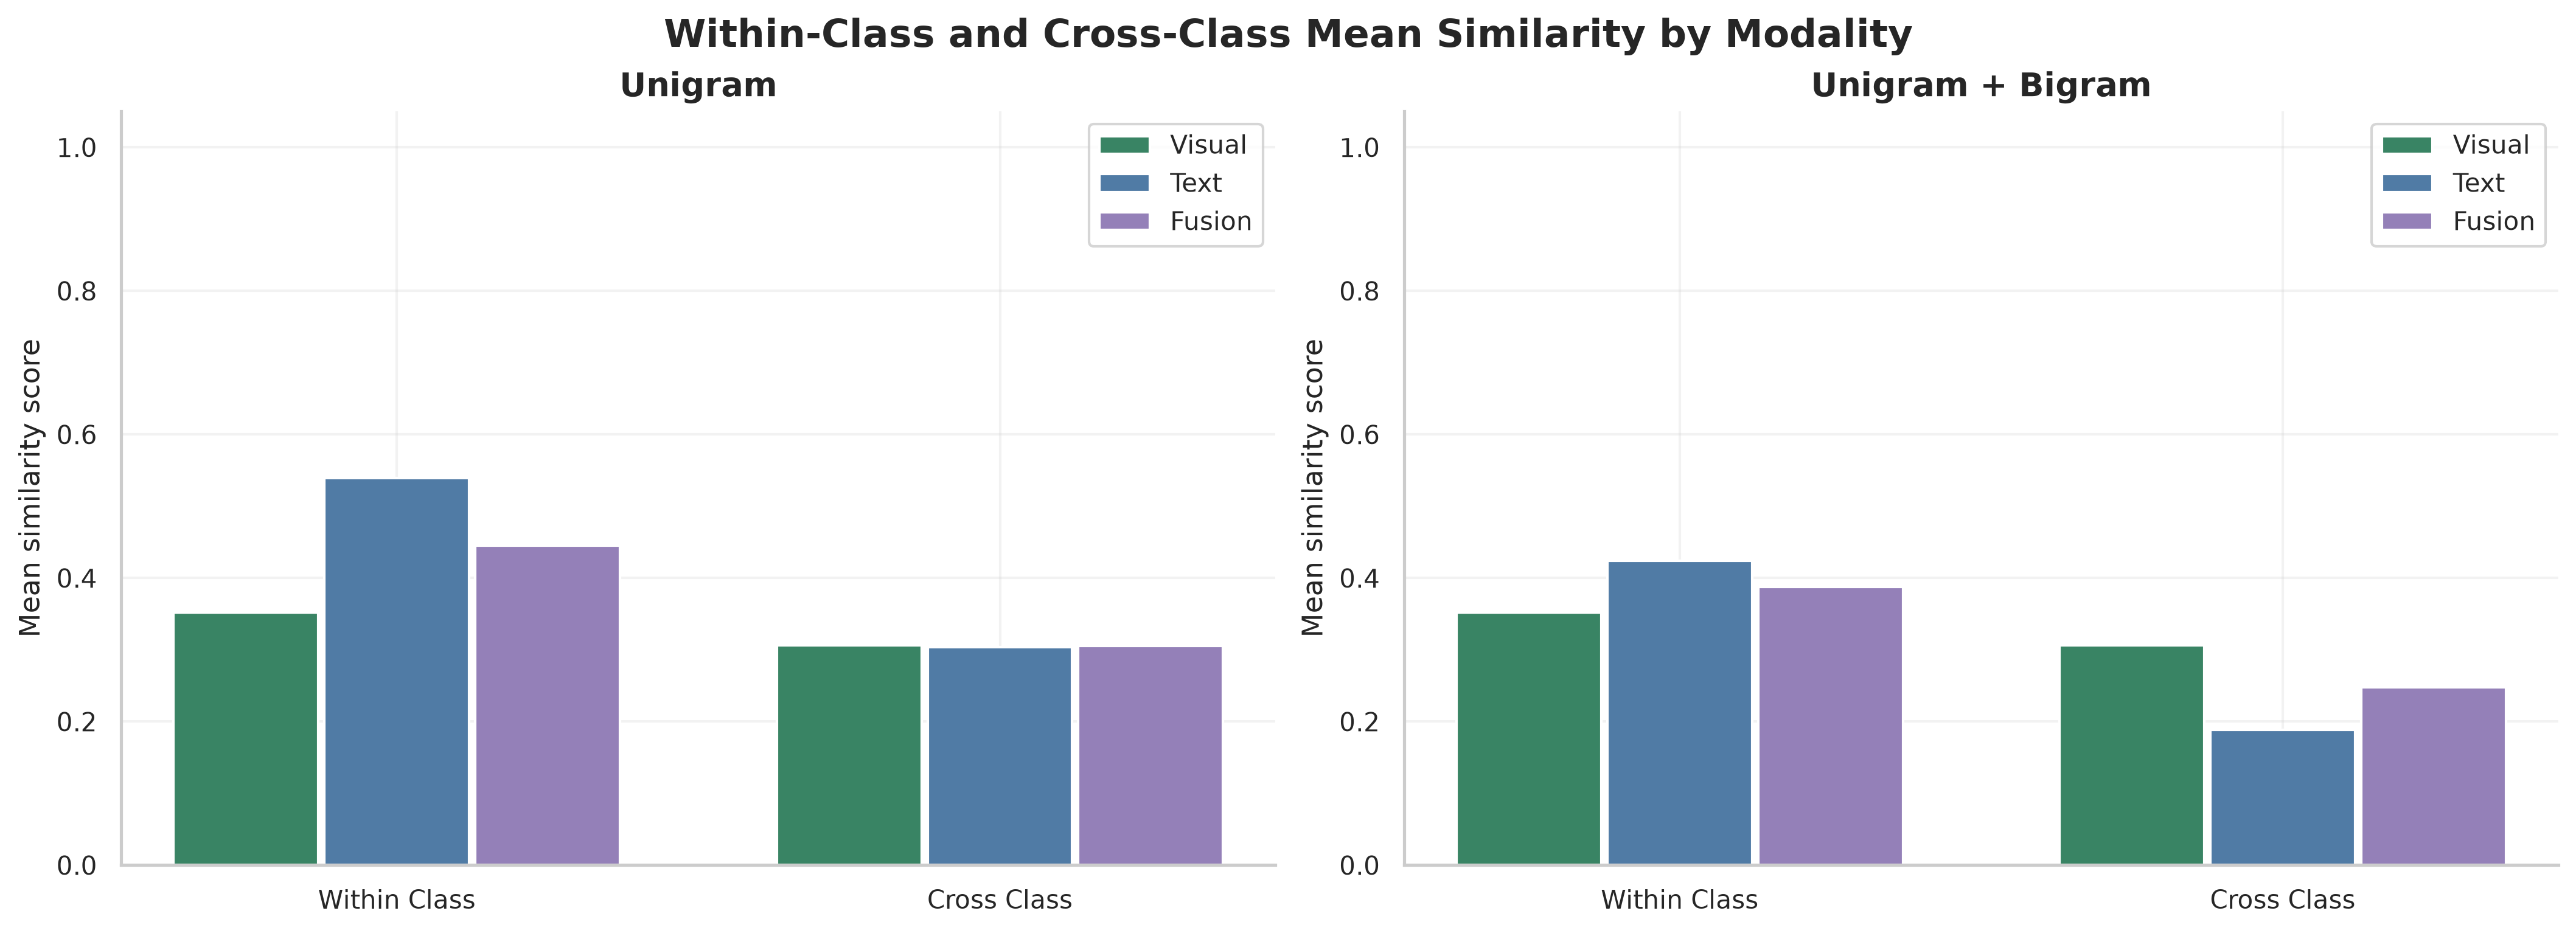 Within-Class and Cross-Class Mean Similarity by Modality
Unigram
Mean similarity score
1.0
0.8
0.6
0.4
0.2
0.0
Visual
Text
Fusion
Within Class
Cross Class
Unigram + Bigram
Mean similarity score
1.0
0.8
0.6
0.4
0.2
0.0
Visual
Text
Fusion
Within Class
Cross Class